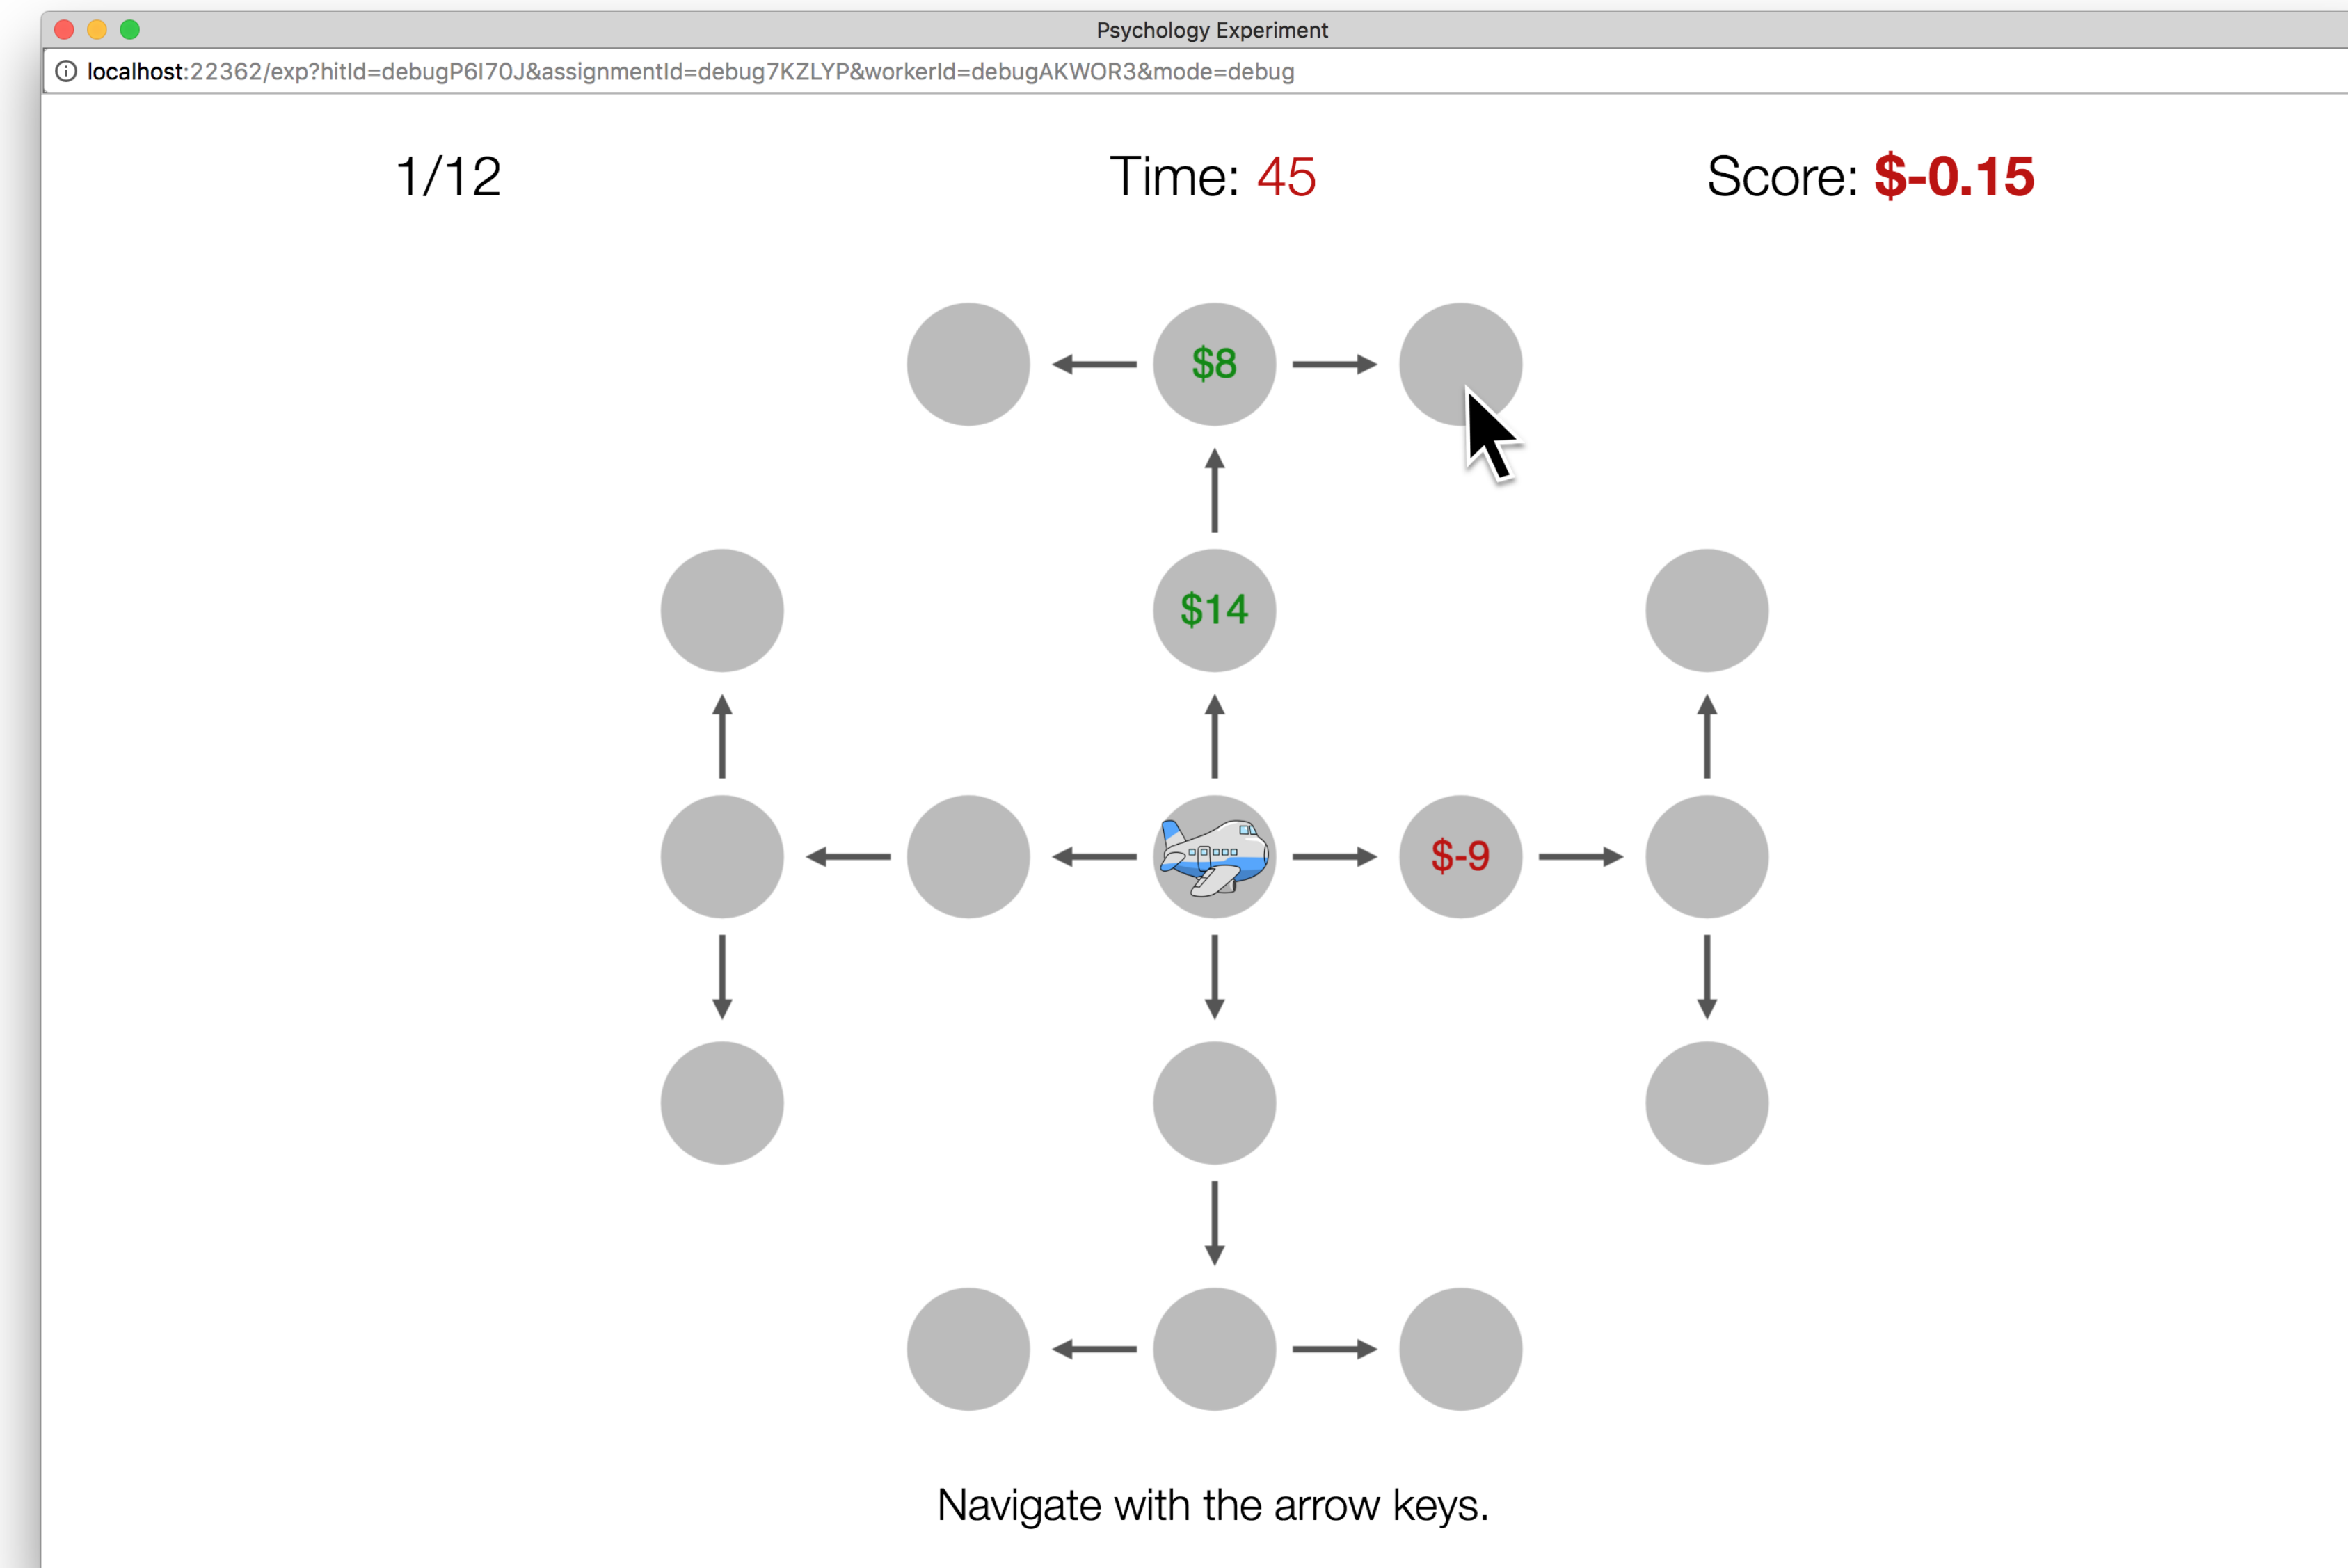 Psychology Experiment
localhost:22362/exp?hitId=debugP6I70J&assignmentId=debug7KZLYP&workerId=debugAKWOR3&mode=debug
1/12 Time: 45 Score: $-0.15
$8
$14
$-9
Navigate with the arrow keys.